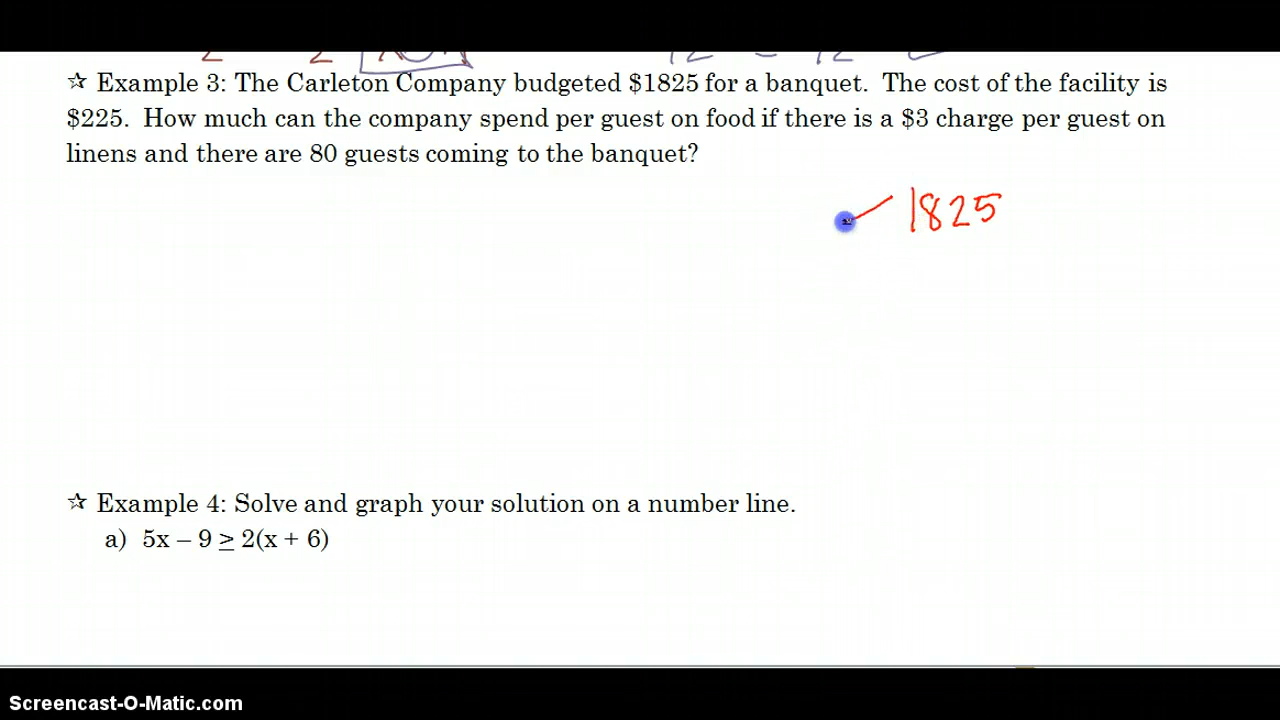 ☆ Example 3: The Carleton Company budgeted $1825 for a banquet. The cost of the facility is
$225. How much can the company spend per guest on food if there is a $3 charge per guest on
linens and there are 80 guests coming to the banquet?
1825
☆ Example 4: Solve and graph your solution on a number line.
a) 5x – 9 ≥ 2(x + 6)
Screencast-O-Matic.com